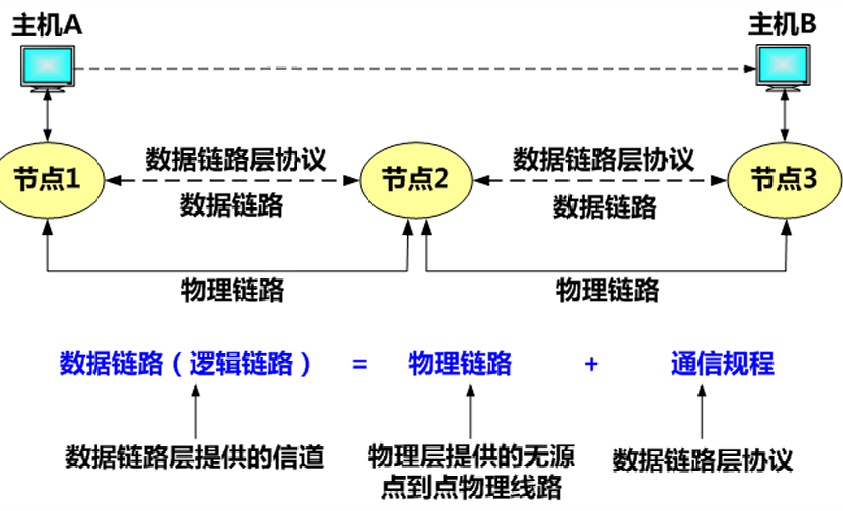 主机A
主机B
节点1
数据链路层协议
数据链路
节点2
数据链路层协议
数据链路
节点3
物理链路
物理链路
数据链路（逻辑链路） = 物理链路 + 通信规程
数据链路层提供的信道
物理层提供的无源
点到点物理线路
数据链路层协议